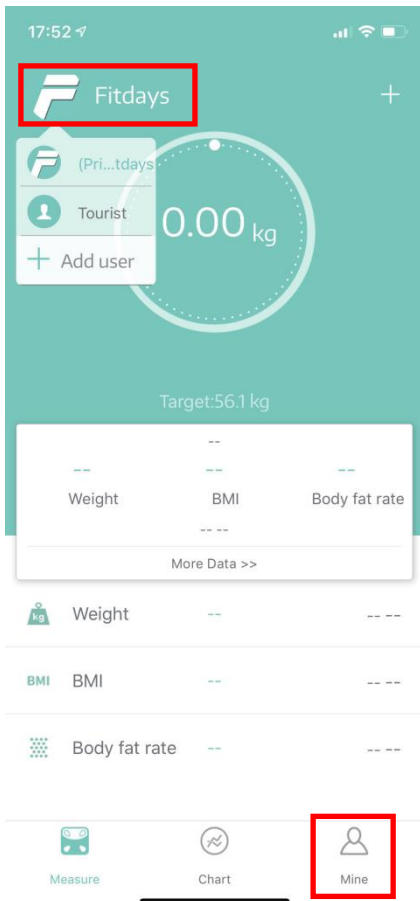 17:52
Fitdays
+
(Pri...tdays
Tourist
+ Add user
0.00 kg
Target:56.1 kg
--
-- -- --
Weight BMI Body fat rate
-- --
More Data >>
kg Weight -- -- --
BMI BMI -- -- --
Body fat rate -- -- --
Measure Chart Mine